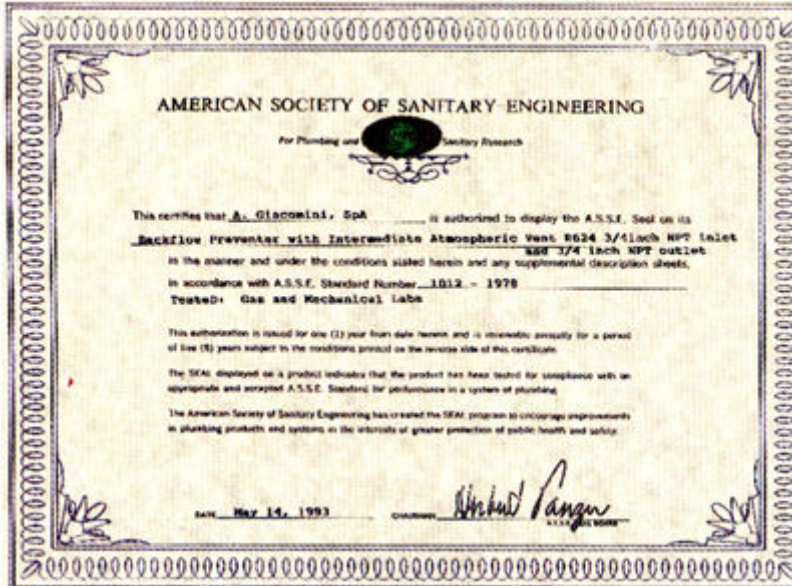 AMERICAN SOCIETY OF SANITARY ENGINEERING
For Plumbing and Sanitary Research
This certifies that A. Giacomini, SpA is authorized to display the A.S.S.E. Seal on its
Backflow Preventer with Intermediate Atmospheric Vent R624 3/4inch NPT inlet
and 3/4 inch NPT outlet
in the manner and under the conditions stated herein and any supplemental description sheets,
in accordance with A.S.S.E. Standard Number 1012 - 1978
Tested: Gas and Mechanical Labs
This authorization is issued for one (1) year from date herein and is renewable annually for a period
of five (5) years subject to the conditions printed on the reverse side of this certificate.
The SEAL displayed on a product indicates that the product has been tested for compliance with an
appropriate and accepted A.S.S.E. Standard for performance in a system of plumbing.
The American Society of Sanitary Engineering has created the SEAL program to encourage improvements
in plumbing products and systems in the interests of greater protection of public health and safety.
DATE May 14, 1993 CHAIRMAN
A.S.S.E. SEAL BOARD